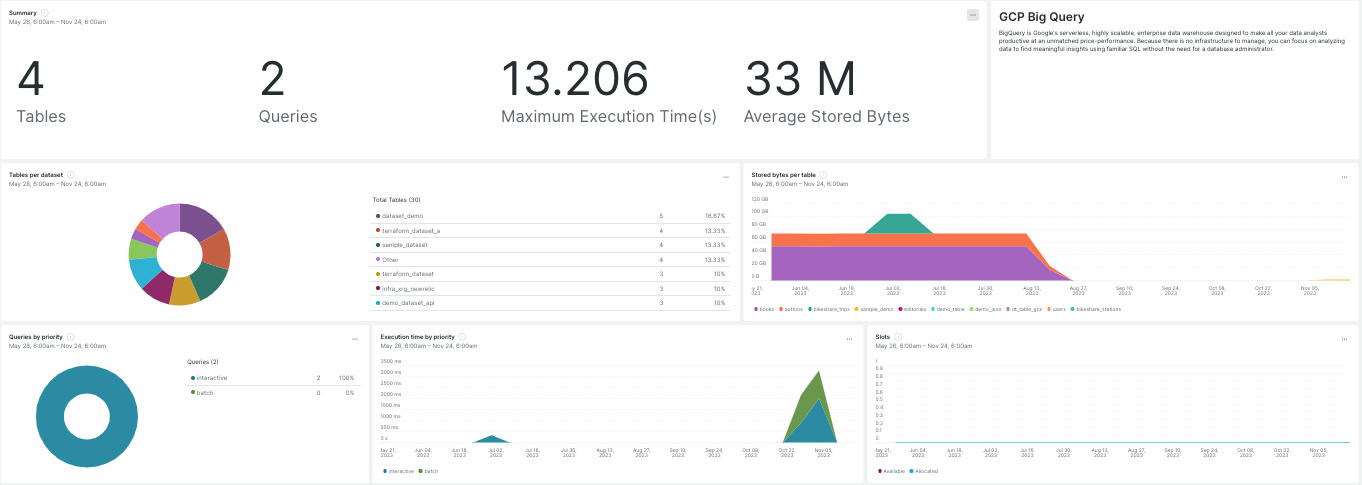 Summary
May 28, 6:00am – Nov 24, 6:00am
4
Tables
2
Queries
13.206
Maximum Execution Time(s)
33 M
Average Stored Bytes
GCP Big Query
BigQuery is Google's serverless, highly scalable, enterprise data warehouse designed to make all your data analysts
productive at an unmatched price-performance. Because there is no infrastructure to manage, you can focus on analyzing
data to find meaningful insights using familiar SQL without the need for a database administrator.
Tables per dataset
May 28, 6:00am – Nov 24, 6:00am
Total Tables (30)
dataset_demo 5 16.67%
terraform_dataset_a 4 13.33%
sample_dataset 4 13.33%
Other 4 13.33%
terraform_dataset 3 10%
infra_xrg_newrelic 3 10%
demo_dataset_api 3 10%
Stored bytes per table
May 28, 6:00am – Nov 24, 6:00am
120 GB
100 GB
80 GB
60 GB
40 GB
20 GB
0 B
y 21, Jun 04, Jun 18, Jul 02, Jul 16, Jul 30, Aug 13, Aug 27, Sep 10, Sep 24, Oct 08, Oct 22, Nov 05,
023 2023 2023 2023 2023 2023 2023 2023 2023 2023 2023 2023 2023
books authors bikeshare_trips sample_demo editorials demo_table demo_json dt_table_gcs users bikeshare_stations
Queries by priority
May 28, 6:00am – Nov 24, 6:00am
Queries (2)
interactive 2 100%
batch 0 0%
Execution time by priority
May 28, 6:00am – Nov 24, 6:00am
3500 ms
3000 ms
2500 ms
2000 ms
1500 ms
1000 ms
500 ms
0 s
lay 21, Jun 04, Jun 18, Jul 02, Jul 16, Jul 30, Aug 13, Aug 27, Sep 10, Sep 24, Oct 08, Oct 22, Nov 05,
2023 2023 2023 2023 2023 2023 2023 2023 2023 2023 2023 2023 2023
interactive batch
Slots
May 28, 6:00am – Nov 24, 6:00am
1
0.9
0.8
0.7
0.6
0.5
0.4
0.3
0.2
0.1
0
lay 21, Jun 04, Jun 18, Jul 02, Jul 16, Jul 30, Aug 13, Aug 27, Sep 10, Sep 24, Oct 08, Oct 22, Nov 05,
2023 2023 2023 2023 2023 2023 2023 2023 2023 2023 2023 2023 2023
Available Allocated